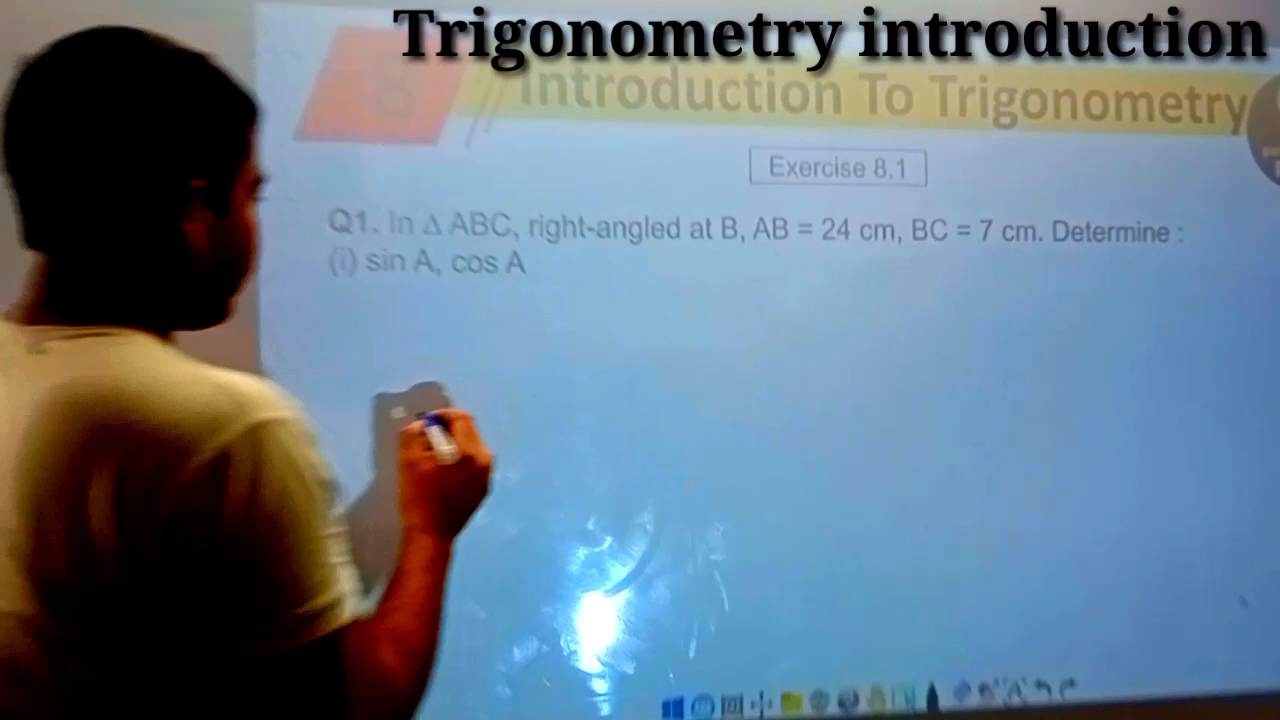 Trigonometry introduction
8 Introduction To Trigonometry
Exercise 8.1
Q1. In Δ ABC, right-angled at B, AB = 24 cm, BC = 7 cm. Determine :
(i) sin A, cos A